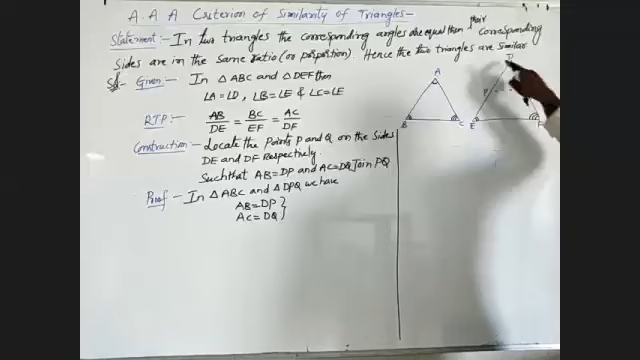 A.A.A Criterion of Similarity of Triangles-
Statement:- In two triangles the corresponding angles are equal then their corresponding
sides are in the same ratio (or proportion). Hence the two triangles are similar.
Given:- In △ABC and △DEF then
∠A=∠D, ∠B=∠E & ∠C=∠E
RTP:- AB/DE = BC/EF = AC/DF
Construction:- Locate the Points P and Q on the sides
DE and DF Respectively
Such that AB=DP and AC=DQ Join PQ
Proof:- In △ABC and △DPQ we have
AB=DP
AC=DQ
A
B
C
D
P
E